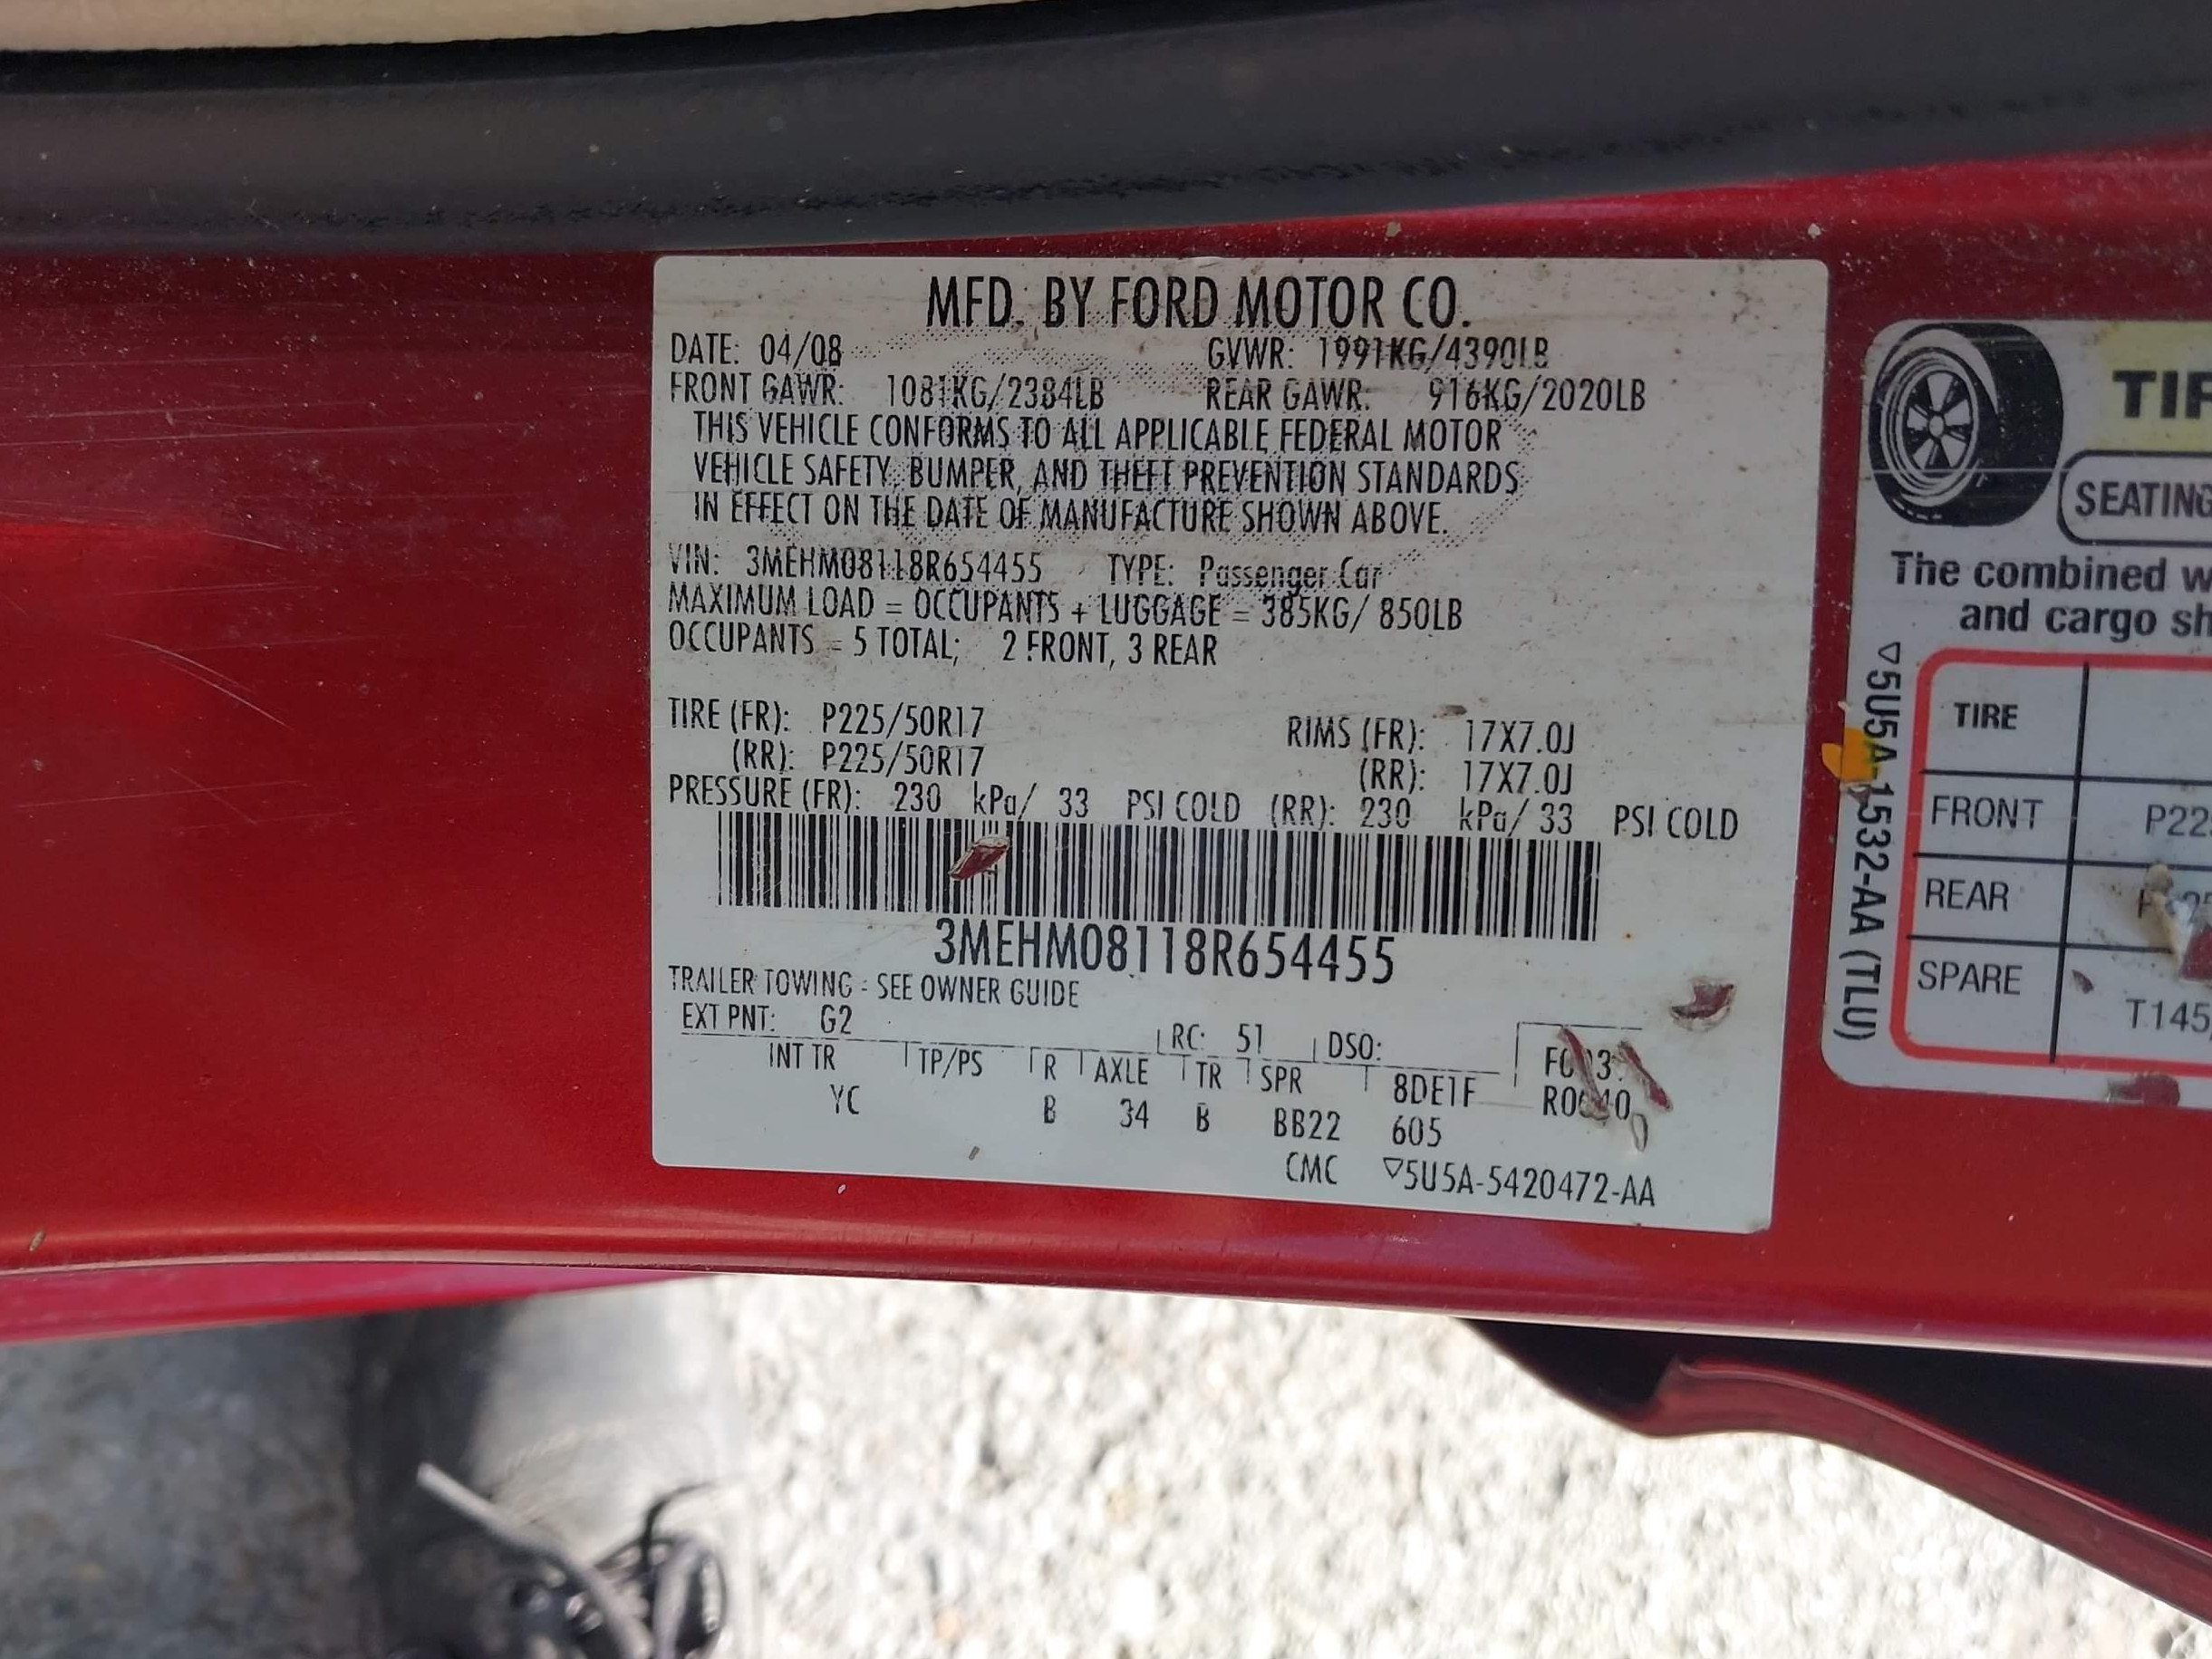 MFD. BY FORD MOTOR CO.
DATE: 04/08 GVWR: 1991KG/4390LB
FRONT GAWR: 1081KG/2384LB REAR GAWR: 916KG/2020LB
THIS VEHICLE CONFORMS TO ALL APPLICABLE FEDERAL MOTOR
VEHICLE SAFETY, BUMPER, AND THEFT PREVENTION STANDARDS
IN EFFECT ON THE DATE OF MANUFACTURE SHOWN ABOVE.
VIN: 3MEHM08118R654455 TYPE: Passenger Car
MAXIMUM LOAD = OCCUPANTS + LUGGAGE = 385KG/ 850LB
OCCUPANTS = 5 TOTAL; 2 FRONT, 3 REAR
TIRE (FR): P225/50R17 RIMS (FR): 17X7.0J
(RR): P225/50R17 (RR): 17X7.0J
PRESSURE (FR): 230 kPa/ 33 PSI COLD (RR): 230 kPa/ 33 PSI COLD
3MEHM08118R654455
TRAILER TOWING - SEE OWNER GUIDE
EXT PNT: G2 RC: 51 DSO:
INT TR TP/PS R AXLE TR SPR 8DE1F
YC B 34 B BB22 605
CMC ▽5U5A-5420472-AA
TIR
SEATING
The combined w
and cargo sh
▽5U5A-1532-AA (TLU)
TIRE
FRONT P22
REAR
SPARE T145/